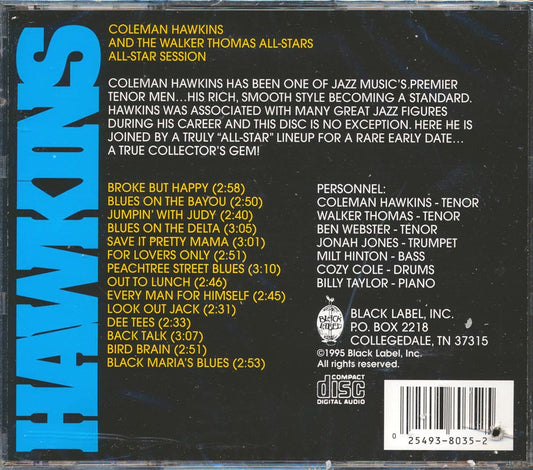 HAWKINS
COLEMAN HAWKINS
AND THE WALKER THOMAS ALL-STARS
ALL-STAR SESSION
COLEMAN HAWKINS HAS BEEN ONE OF JAZZ MUSIC'S PREMIER
TENOR MEN...HIS RICH, SMOOTH STYLE BECOMING A STANDARD.
HAWKINS WAS ASSOCIATED WITH MANY GREAT JAZZ FIGURES
DURING HIS CAREER AND THIS DISC IS NO EXCEPTION. HERE HE IS
JOINED BY A TRULY "ALL-STAR" LINEUP FOR A RARE EARLY DATE...
A TRUE COLLECTOR'S GEM!
BROKE BUT HAPPY (2:58)
BLUES ON THE BAYOU (2:50)
JUMPIN' WITH JUDY (2:40)
BLUES ON THE DELTA (3:05)
SAVE IT PRETTY MAMA (3:01)
FOR LOVERS ONLY (2:51)
PEACHTREE STREET BLUES (3:10)
OUT TO LUNCH (2:46)
EVERY MAN FOR HIMSELF (2:45)
LOOK OUT JACK (2:31)
DEE TEES (2:33)
BACK TALK (3:07)
BIRD BRAIN (2:51)
BLACK MARIA'S BLUES (2:53)
PERSONNEL:
COLEMAN HAWKINS - TENOR
WALKER THOMAS - TENOR
BEN WEBSTER - TENOR
JONAH JONES - TRUMPET
MILT HINTON - BASS
COZY COLE - DRUMS
BILLY TAYLOR - PIANO
BLACK
LABEL
BLACK LABEL, INC.
P.O. BOX 2218
COLLEGEDALE, TN 37315
©1995 Black Label, Inc.
All rights reserved.
COMPACT
disc
DIGITAL AUDIO
0 25493-8035-2